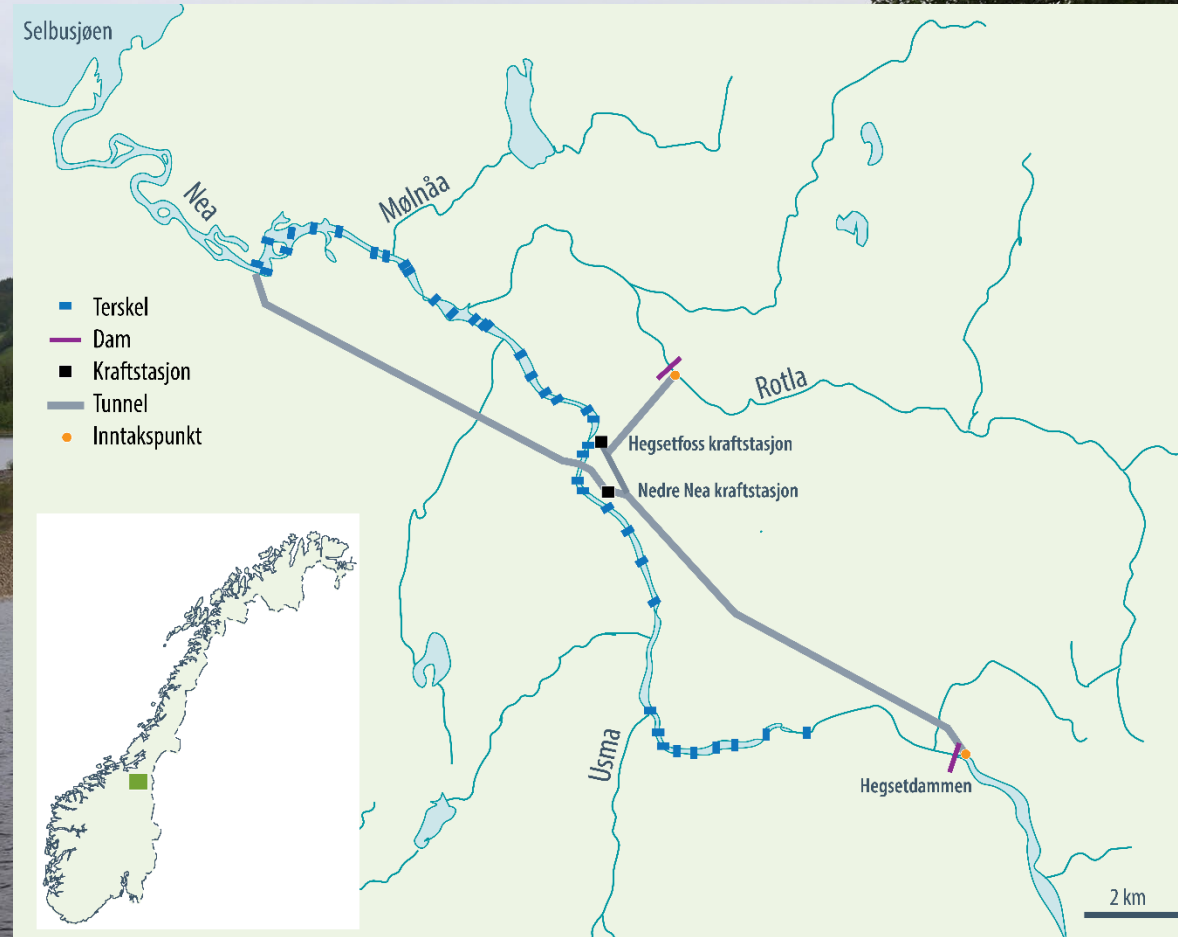 Selbusjøen
Nea
Mølnåa
Terskel
Dam
Kraftstasjon
Tunnel
Inntakspunkt
Rotla
Hegsetfoss kraftstasjon
Nedre Nea kraftstasjon
Usma
Hegsetdammen
2 km